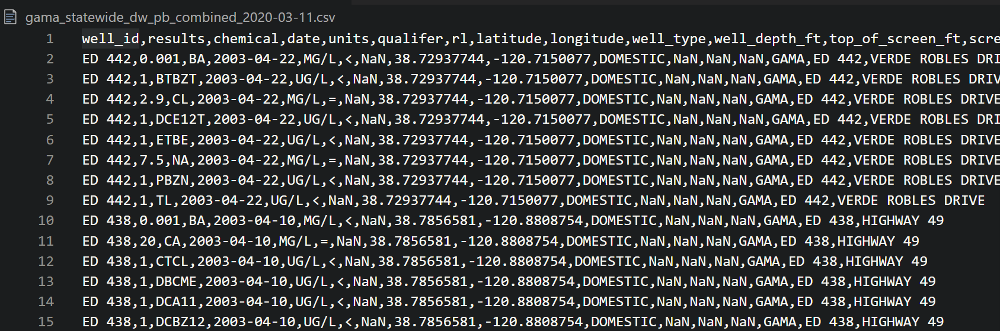 gama_statewide_dw_pb_combined_2020-03-11.csv
1 well_id,results,chemical,date,units,qualifer,rl,latitude,longitude,well_type,well_depth_ft,top_of_screen_ft,scre
2 ED 442,0.001,BA,2003-04-22,MG/L,<,NaN,38.72937744,-120.7150077,DOMESTIC,NaN,NaN,NaN,GAMA,ED 442,VERDE ROBLES DRI
3 ED 442,1,BTBZT,2003-04-22,UG/L,<,NaN,38.72937744,-120.7150077,DOMESTIC,NaN,NaN,NaN,GAMA,ED 442,VERDE ROBLES DRIV
4 ED 442,2.9,CL,2003-04-22,MG/L,=,NaN,38.72937744,-120.7150077,DOMESTIC,NaN,NaN,NaN,GAMA,ED 442,VERDE ROBLES DRIVE
5 ED 442,1,DCE12T,2003-04-22,UG/L,<,NaN,38.72937744,-120.7150077,DOMESTIC,NaN,NaN,NaN,GAMA,ED 442,VERDE ROBLES DRI
6 ED 442,1,ETBE,2003-04-22,UG/L,<,NaN,38.72937744,-120.7150077,DOMESTIC,NaN,NaN,NaN,GAMA,ED 442,VERDE ROBLES DRIVE
7 ED 442,7.5,NA,2003-04-22,MG/L,=,NaN,38.72937744,-120.7150077,DOMESTIC,NaN,NaN,NaN,GAMA,ED 442,VERDE ROBLES DRIVE
8 ED 442,1,PBZN,2003-04-22,UG/L,<,NaN,38.72937744,-120.7150077,DOMESTIC,NaN,NaN,NaN,GAMA,ED 442,VERDE ROBLES DRIVE
9 ED 442,1,TL,2003-04-22,UG/L,<,NaN,38.72937744,-120.7150077,DOMESTIC,NaN,NaN,NaN,GAMA,ED 442,VERDE ROBLES DRIVE
10 ED 438,0.001,BA,2003-04-10,MG/L,<,NaN,38.7856581,-120.8808754,DOMESTIC,NaN,NaN,NaN,GAMA,ED 438,HIGHWAY 49
11 ED 438,20,CA,2003-04-10,MG/L,=,NaN,38.7856581,-120.8808754,DOMESTIC,NaN,NaN,NaN,GAMA,ED 438,HIGHWAY 49
12 ED 438,1,CTCL,2003-04-10,UG/L,<,NaN,38.7856581,-120.8808754,DOMESTIC,NaN,NaN,NaN,GAMA,ED 438,HIGHWAY 49
13 ED 438,1,DBCME,2003-04-10,UG/L,<,NaN,38.7856581,-120.8808754,DOMESTIC,NaN,NaN,NaN,GAMA,ED 438,HIGHWAY 49
14 ED 438,1,DCA11,2003-04-10,UG/L,<,NaN,38.7856581,-120.8808754,DOMESTIC,NaN,NaN,NaN,GAMA,ED 438,HIGHWAY 49
15 ED 438,1,DCBZ12,2003-04-10,UG/L,<,NaN,38.7856581,-120.8808754,DOMESTIC,NaN,NaN,NaN,GAMA,ED 438,HIGHWAY 49